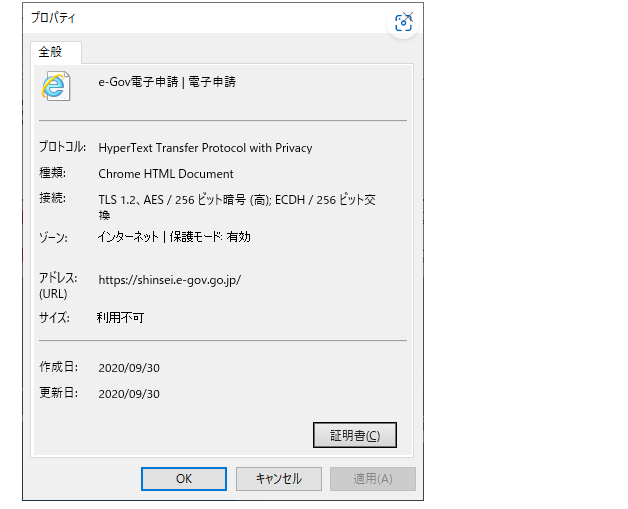 プロパティ
全般
e-Gov電子申請 | 電子申請
プロトコル: HyperText Transfer Protocol with Privacy
種類: Chrome HTML Document
接続: TLS 1.2、AES / 256 ビット暗号 (高); ECDH / 256 ビット交
換
ゾーン: インターネット | 保護モード: 有効
アドレス: https://shinsei.e-gov.go.jp/
(URL)
サイズ: 利用不可
作成日: 2020/09/30
更新日: 2020/09/30
証明書(C)
OK キャンセル 適用(A)